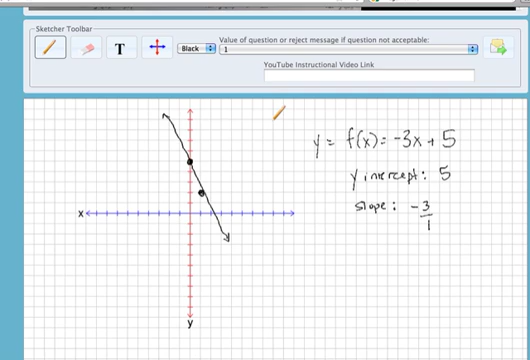 Sketcher Toolbar
Value of question or reject message if question not acceptable:
T
Black
1
YouTube Instructional Video Link
y = f(x) = -3x + 5
y intercept: 5
slope: -3/1
x
y